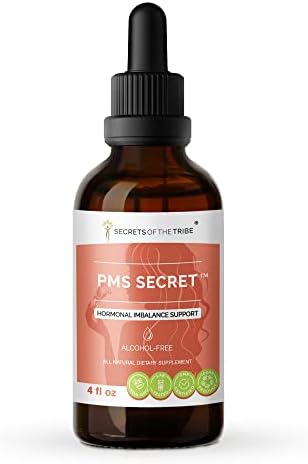 SECRETS OF THE TRIBE ®
PMS SECRET™
HORMONAL IMBALANCE SUPPORT
ALCOHOL-FREE
ALL NATURAL DIETARY SUPPLEMENT
4 fl oz